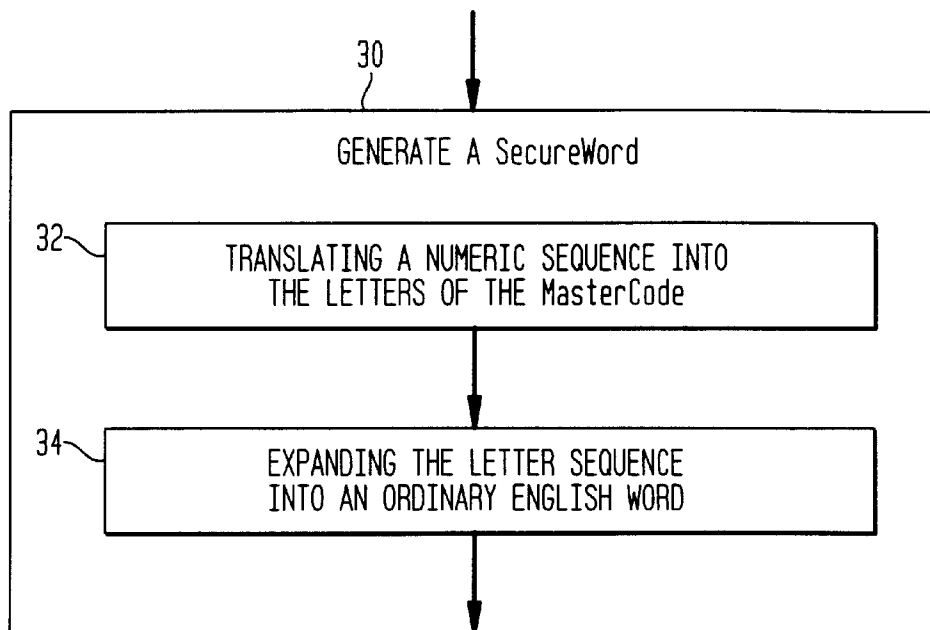 30
GENERATE A SecureWord
32
TRANSLATING A NUMERIC SEQUENCE INTO
THE LETTERS OF THE MasterCode
34
EXPANDING THE LETTER SEQUENCE
INTO AN ORDINARY ENGLISH WORD